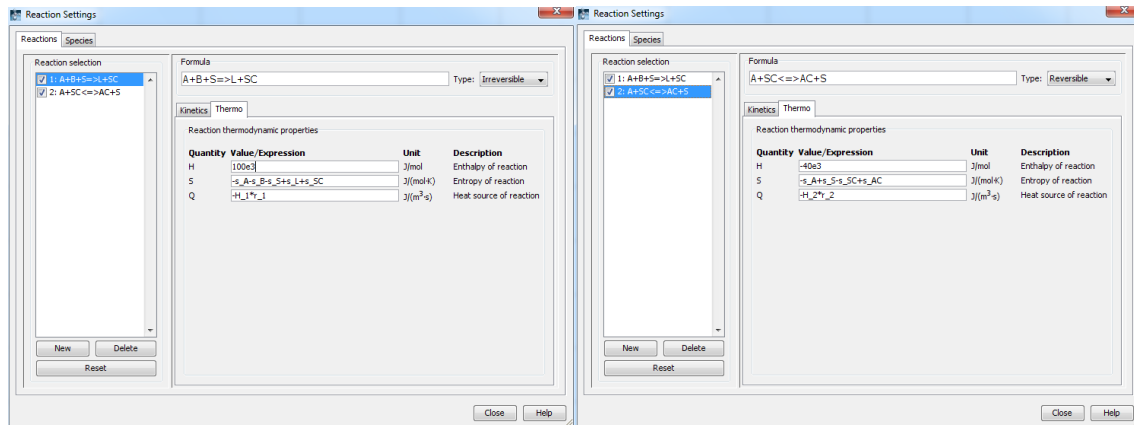 Reaction Settings
Reactions Species
Reaction selection
1: A+B+S=>L+SC
2: A+SC<=>AC+S
New Delete
Reset
Formula
A+B+S=>L+SC Type: Irreversible
Kinetics Thermo
Reaction thermodynamic properties
Quantity Value/Expression Unit Description
H 100e3 J/mol Enthalpy of reaction
S -s_A-s_B-s_S+s_L+s_SC J/(mol·K) Entropy of reaction
Q -H_1*r_1 J/(m³·s) Heat source of reaction
Close Help
Reaction Settings
Reactions Species
Reaction selection
1: A+B+S=>L+SC
2: A+SC<=>AC+S
New Delete
Reset
Formula
A+SC<=>AC+S Type: Reversible
Kinetics Thermo
Reaction thermodynamic properties
Quantity Value/Expression Unit Description
H -40e3 J/mol Enthalpy of reaction
S -s_A+s_S-s_SC+s_AC J/(mol·K) Entropy of reaction
Q -H_2*r_2 J/(m³·s) Heat source of reaction
Close Help